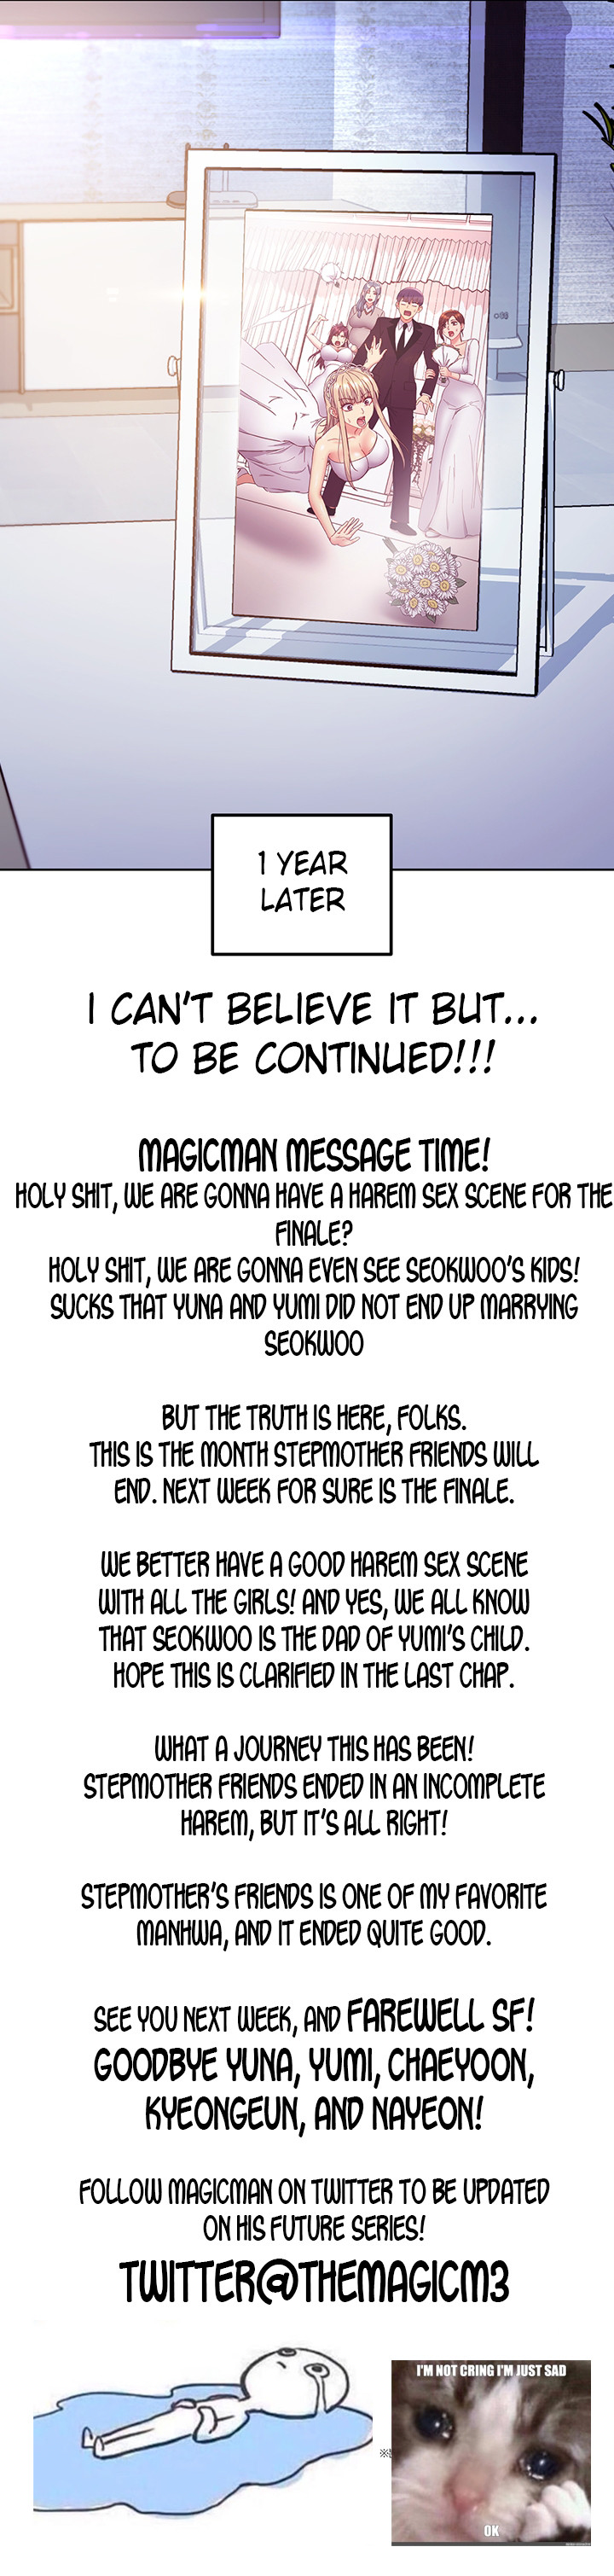 1 YEAR
LATER
I CAN'T BELIEVE IT BUT...
TO BE CONTINUED!!!
MAGICMAN MESSAGE TIME!
HOLY SHIT, WE ARE GONNA HAVE A HAREM SEX SCENE FOR THE
FINALE?
HOLY SHIT, WE ARE GONNA EVEN SEE SEOKWOO'S KIDS!
SUCKS THAT YUNA AND YUMI DID NOT END UP MARRYING
SEOKWOO
BUT THE TRUTH IS HERE, FOLKS.
THIS IS THE MONTH STEPMOTHER FRIENDS WILL
END. NEXT WEEK FOR SURE IS THE FINALE.
WE BETTER HAVE A GOOD HAREM SEX SCENE
WITH ALL THE GIRLS! AND YES, WE ALL KNOW
THAT SEOKWOO IS THE DAD OF YUMI'S CHILD.
HOPE THIS IS CLARIFIED IN THE LAST CHAP.
WHAT A JOURNEY THIS HAS BEEN!
STEPMOTHER FRIENDS ENDED IN AN INCOMPLETE
HAREM, BUT IT'S ALL RIGHT!
STEPMOTHER'S FRIENDS IS ONE OF MY FAVORITE
MANHWA, AND IT ENDED QUITE GOOD.
SEE YOU NEXT WEEK, AND FAREWELL SF!
GOODBYE YUNA, YUMI, CHAEYOON,
KYEONGEUN, AND NAYEON!
FOLLOW MAGICMAN ON TWITTER TO BE UPDATED
ON HIS FUTURE SERIES!
TWITTER@THEMAGICM3
I'M NOT CRING I'M JUST SAD
OK